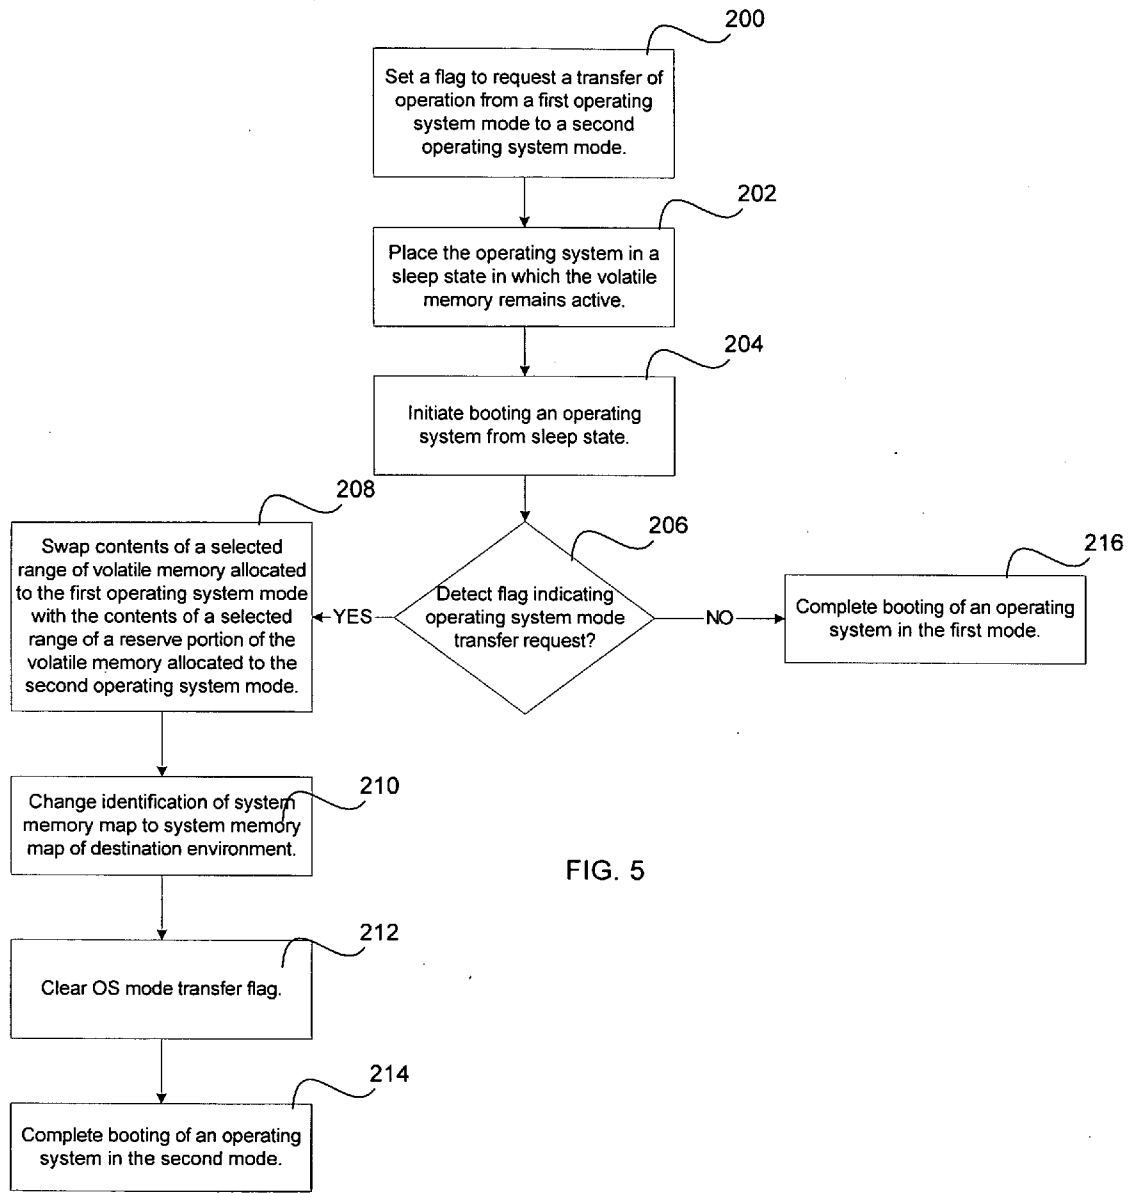 200
Set a flag to request a transfer of
operation from a first operating
system mode to a second
operating system mode.
202
Place the operating system in a
sleep state in which the volatile
memory remains active.
204
Initiate booting an operating
system from sleep state.
206
Detect flag indicating
operating system mode
transfer request?
YES
NO
208
Swap contents of a selected
range of volatile memory allocated
to the first operating system mode
with the contents of a selected
range of a reserve portion of the
volatile memory allocated to the
second operating system mode.
216
Complete booting of an operating
system in the first mode.
210
Change identification of system
memory map to system memory
map of destination environment.
FIG. 5
212
Clear OS mode transfer flag.
214
Complete booting of an operating
system in the second mode.